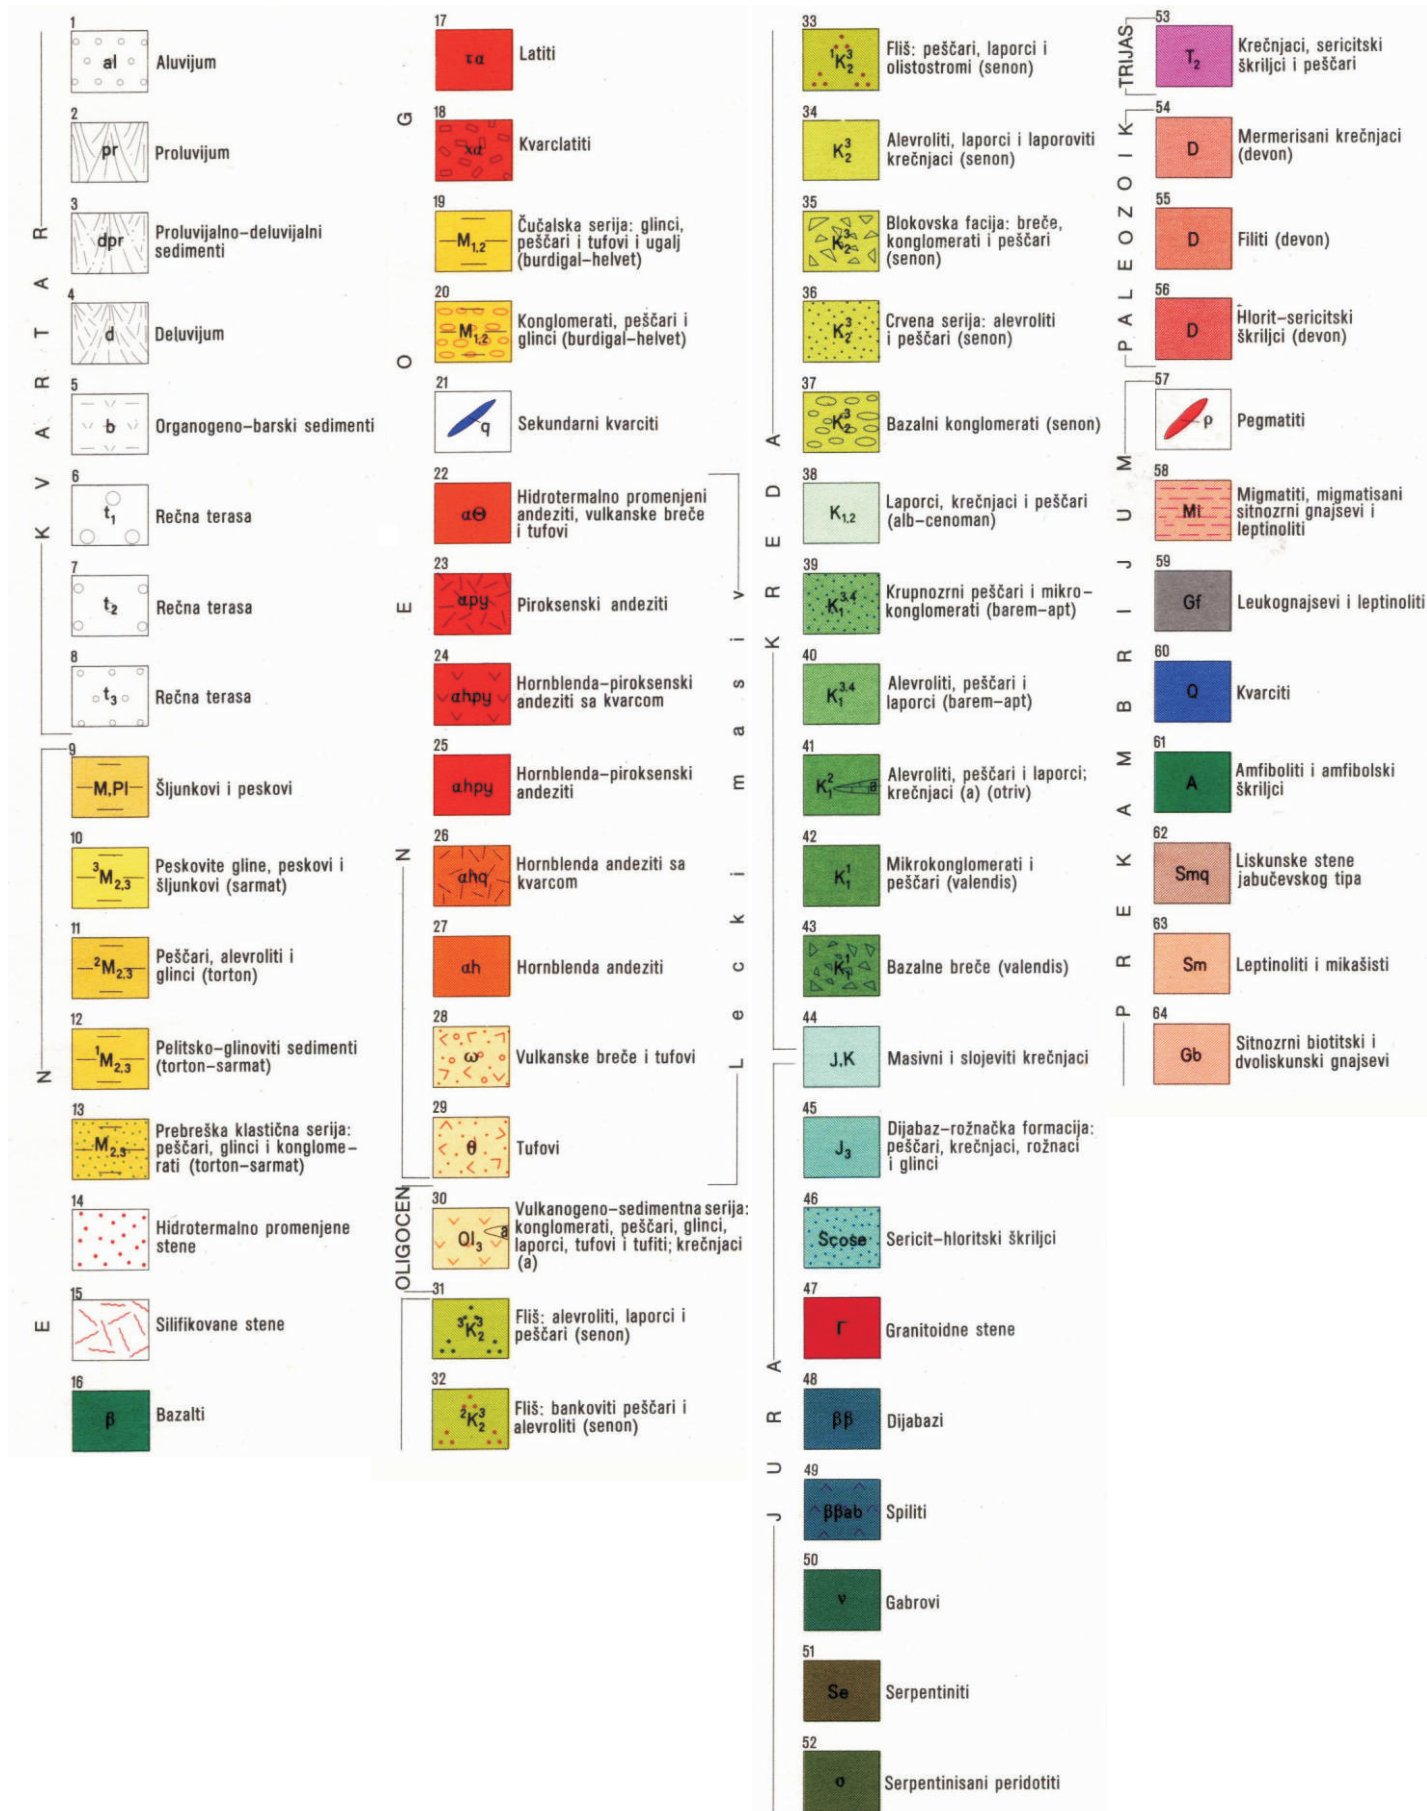 KVARTAR
1
al
Aluvijum
2
pr
Proluvijum
3
dpr
Proluvijalno–deluvijalni
sedimenti
4
d
Deluvijum
5
b
Organogeno–barski sedimenti
6
t1
Rečna terasa
7
t2
Rečna terasa
8
t3
Rečna terasa
NEOGEN
9
M,Pl
Šljunkovi i peskovi
10
³M2,3
Peskovite gline, peskovi i
šljunkovi (sarmat)
11
²M2,3
Peščari, alevroliti i
glinci (torton)
12
¹M2,3
Pelitsko–glinoviti sedimenti
(torton–sarmat)
13
M2,3
Prebreška klastična serija:
peščari, glinci i konglome–
rati (torton–sarmat)
14
Hidrotermalno promenjene
stene
15
Silifikovane stene
16
β
Bazalti
17
τα
Latiti
18
χα
Kvarclatiti
19
M1,2
Čučalska serija: glinci,
peščari i tufovi i ugalj
(burdigal–helvet)
20
M1,2
Konglomerati, peščari i
glinci (burdigal–helvet)
21
q
Sekundarni kvarciti
Lecki masiv
22
αΘ
Hidrotermalno promenjeni
andeziti, vulkanske breče
i tufovi
23
αpy
Piroksenski andeziti
24
αhpy
Hornblenda–piroksenski
andeziti sa kvarcom
25
αhpy
Hornblenda–piroksenski
andeziti
26
αhq
Hornblenda andeziti sa
kvarcom
27
αh
Hornblenda andeziti
28
ω
Vulkanske breče i tufovi
29
θ
Tufovi
OLIGOCEN
30
Ol3
a
Vulkanogeno–sedimentna serija:
konglomerati, peščari, glinci,
laporci, tufovi i tufiti; krečnjaci
(a)
31
³K₂³
Fliš: alevroliti, laporci i
peščari (senon)
32
²K₂³
Fliš: bankoviti peščari i
alevroliti (senon)
KREDA
33
¹K₂³
Fliš: peščari, laporci i
olistostromi (senon)
34
K₂³
Alevroliti, laporci i laporoviti
krečnjaci (senon)
35
K₂³
Blokovska facija: breče,
konglomerati i peščari
(senon)
36
K₂³
Crvena serija: alevroliti
i peščari (senon)
37
K₂³
Bazalni konglomerati (senon)
38
K1,2
Laporci, krečnjaci i peščari
(alb–cenoman)
39
K₁3,4
Krupnozrni peščari i mikro–
konglomerati (barem–apt)
40
K₁3,4
Alevroliti, peščari i
laporci (barem–apt)
41
K₁²
a
Alevroliti, peščari i laporci;
krečnjaci (a) (otriv)
42
K₁¹
Mikrokonglomerati i
peščari (valendis)
43
K₁¹
Bazalne breče (valendis)
44
J,K
Masivni i slojeviti krečnjaci
JURA
45
J3
Dijabaz–rožnačka formacija:
peščari, krečnjaci, rožnaci
i glinci
46
Scose
Sericit–hloritski škriljci
47
Γ
Granitoidne stene
48
ββ
Dijabazi
49
ββab
Spiliti
50
ν
Gabrovi
51
Se
Serpentiniti
52
σ
Serpentinisani peridotiti
TRIJAS
53
T2
Krečnjaci, sericitski
škriljci i peščari
PALEOZOIK
54
D
Mermerisani krečnjaci
(devon)
55
D
Filiti (devon)
56
D
Hlorit–sericitski
škriljci (devon)
PREKAMBRIJUM
57
ρ
Pegmatiti
58
Mi
Migmatiti, migmatisani
sitnozrni gnajsevi i
leptinoliti
59
Gf
Leukognajsevi i leptinoliti
60
Q
Kvarciti
61
A
Amfiboliti i amfibolski
škriljci
62
Smq
Liskunske stene
jabučevskog tipa
63
Sm
Leptinoliti i mikašisti
64
Gb
Sitnozrni biotitski i
dvoliskunski gnajsevi